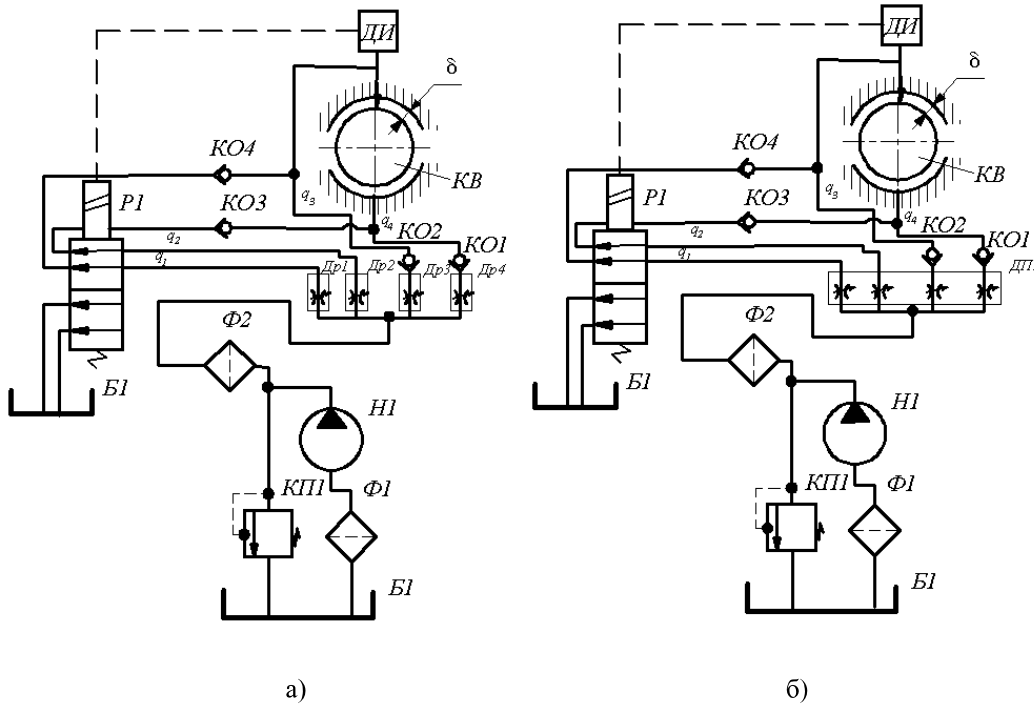 ДИ
δ
КО4
КВ
q3
Р1
КО3
q4
q2
КО2
КО1
q1
Др1 Др2 Др3 Др4
Ф2
Б1
Н1
КП1
Ф1
Б1
а)
ДИ
δ
КО4
КВ
q3
Р1
КО3
q4
q2
КО2
КО1
q1
Ф2
Б1
Н1
КП1
Ф1
Б1
б)